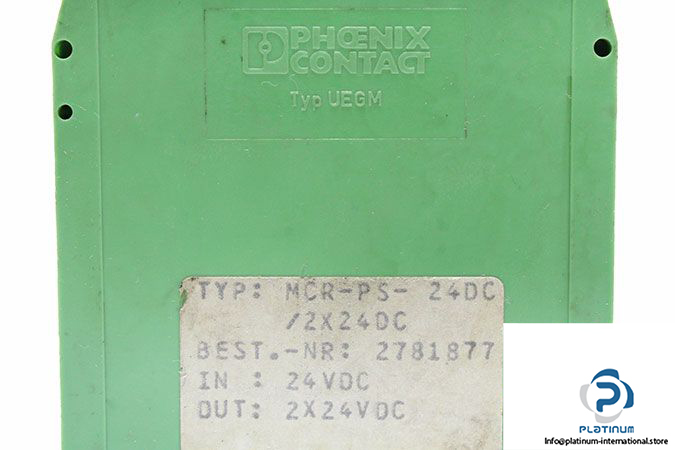 PHŒNIX
CONTACT
Typ UEGM
TYP: MCR-PS- 24DC
/2X24DC
BEST.-NR: 2781877
IN : 24VDC
OUT: 2X24VDC
PLATINUM
info@platinum-international.store